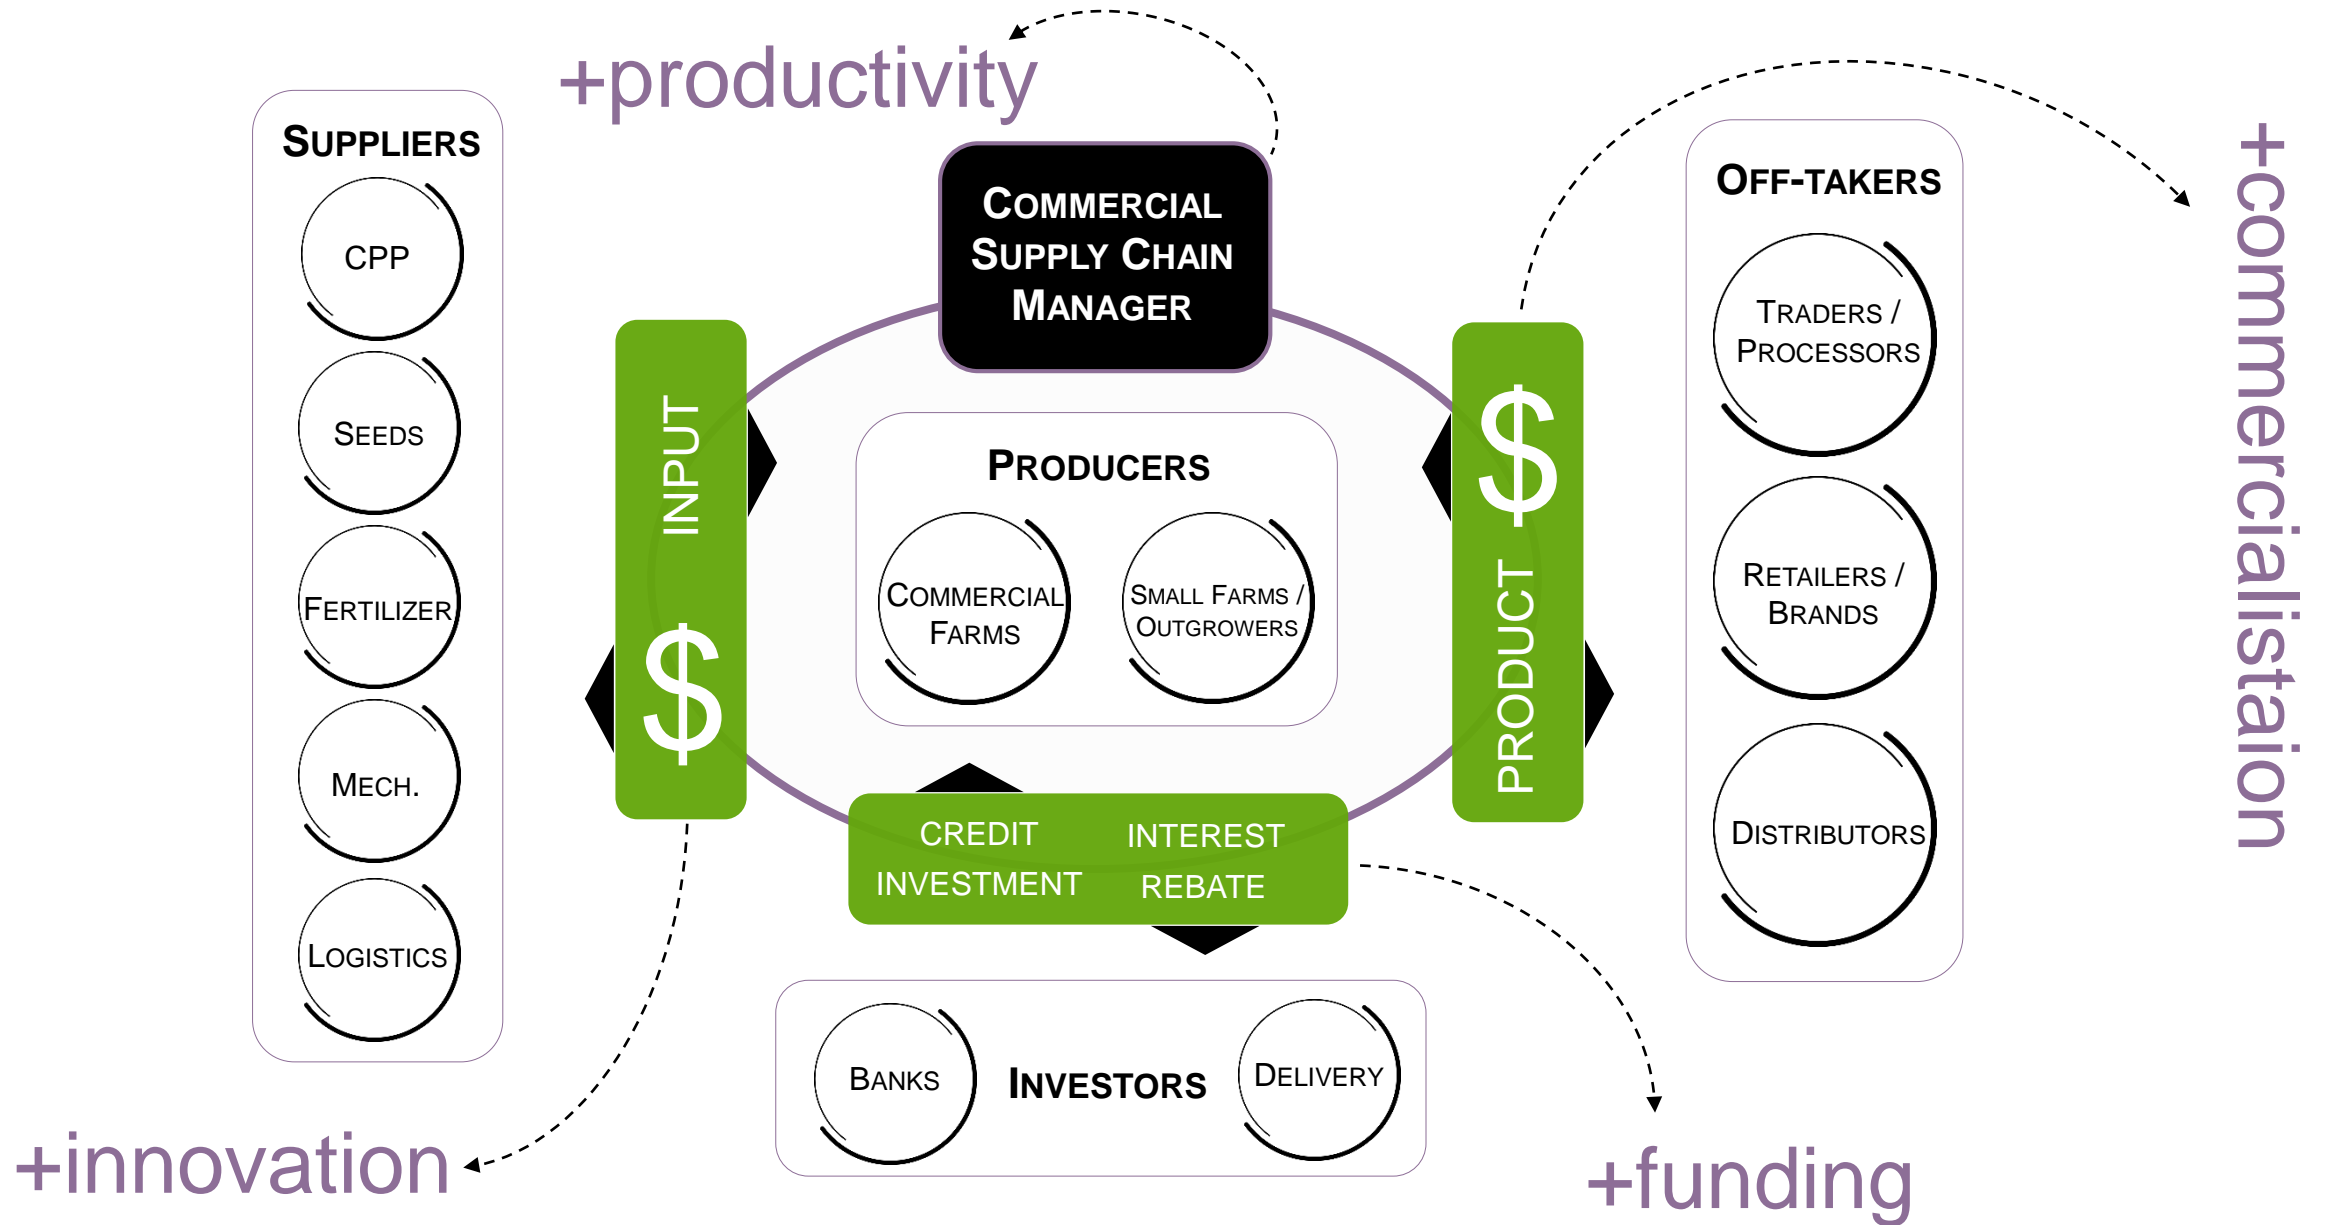 +productivity
SUPPLIERS
CPP
SEEDS
FERTILIZER
MECH.
LOGISTICS
COMMERCIAL
SUPPLY CHAIN
MANAGER
INPUT
$
PRODUCERS
COMMERCIAL
FARMS
SMALL FARMS /
OUTGROWERS
$
PRODUCT
CREDIT
INVESTMENT
INTEREST
REBATE
BANKS
INVESTORS
DELIVERY
OFF-TAKERS
TRADERS /
PROCESSORS
RETAILERS /
BRANDS
DISTRIBUTORS
+commercialistaion
+innovation
+funding